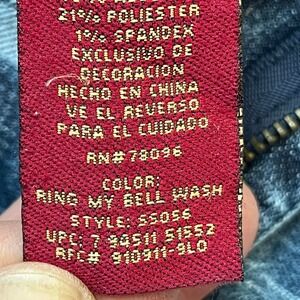 21% POLIESTER
1% SPANDEX
EXCLUSIVO DE
DECORACION
HECHO EN CHINA
VE EL REVERSO
PARA EL CUIDADO
RN# 78096
COLOR:
RING MY BELL WASH
STYLE: S5056
UPC: 7 94511 51552
RFC# 910911-9L0